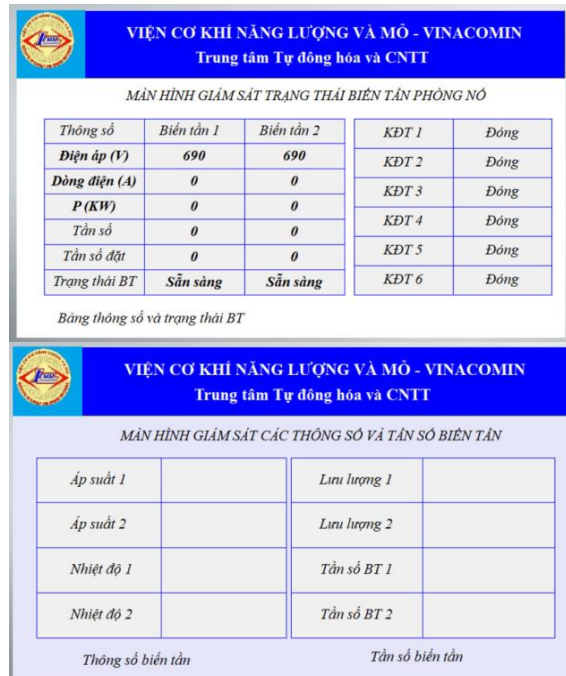 VIỆN CƠ KHÍ NĂNG LƯỢNG VÀ MỎ - VINACOMIN
Trung tâm Tự đông hóa và CNTT
MÀN HÌNH GIÁM SÁT TRẠNG THÁI BIẾN TẦN PHÒNG NỔ
Thông số Biến tần 1 Biến tần 2
Điện áp (V) 690 690
Dòng điện (A) 0 0
P (KW) 0 0
Tần số 0 0
Tần số đặt 0 0
Trạng thái BT Sẵn sàng Sẵn sàng
KĐT 1 Đóng
KĐT 2 Đóng
KĐT 3 Đóng
KĐT 4 Đóng
KĐT 5 Đóng
KĐT 6 Đóng
Bảng thông số và trạng thái BT
VIỆN CƠ KHÍ NĂNG LƯỢNG VÀ MỎ - VINACOMIN
Trung tâm Tự đông hóa và CNTT
MÀN HÌNH GIÁM SÁT CÁC THÔNG SỐ VÀ TẦN SỐ BIẾN TẦN
Áp suất 1
Áp suất 2
Nhiệt độ 1
Nhiệt độ 2
Lưu lượng 1
Lưu lượng 2
Tần số BT 1
Tần số BT 2
Thông số biến tần
Tần số biến tần